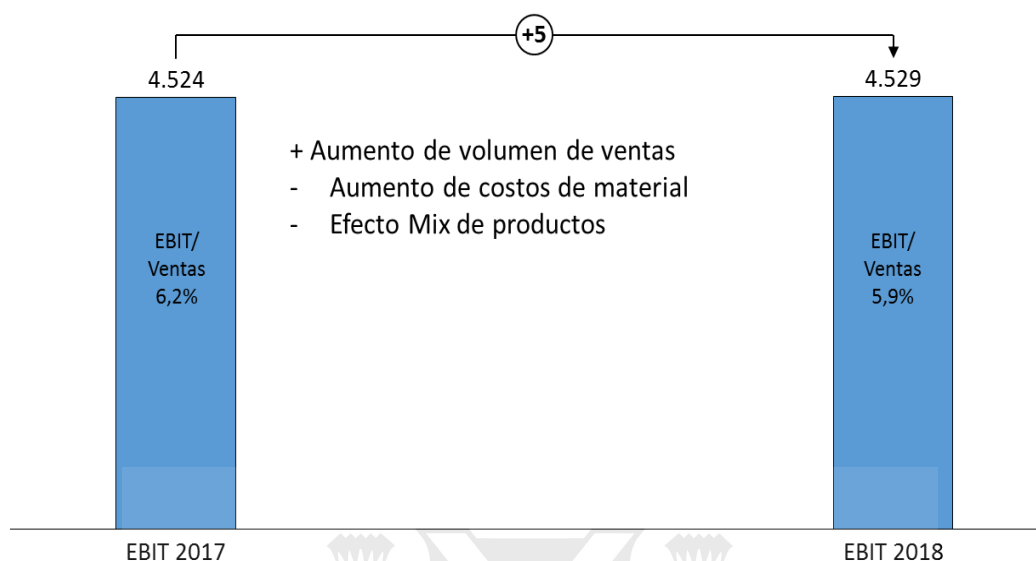 +5
4.524
4.529
+ Aumento de volumen de ventas
- Aumento de costos de material
- Efecto Mix de productos
EBIT/
Ventas
6,2%
EBIT/
Ventas
5,9%
EBIT 2017
EBIT 2018